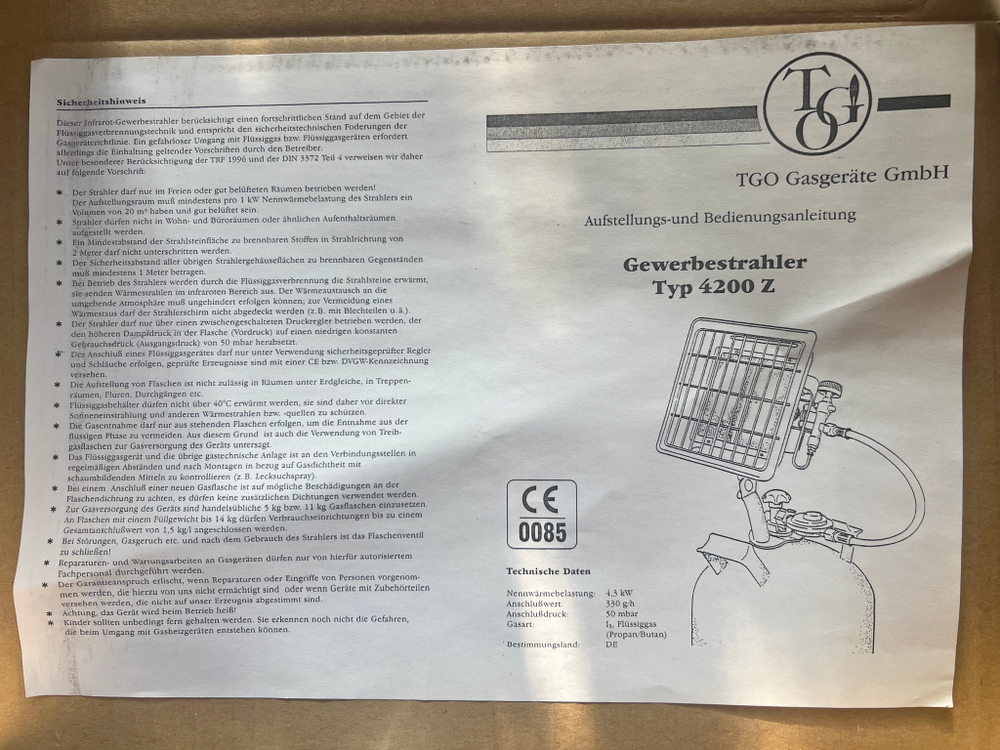 Sicherheitshinweis
Dieser Infrarot-Gewerbestrahler berücksichtigt einen fortschrittlichen Stand auf dem Gebiet der
Flüssiggasverbrennungstechnik und entspricht den sicherheitstechnischen Foderungen der
Gasgeräterichtlinie. Ein gefahrloser Umgang mit Flüssiggas bzw. Flüssiggasgeräten erfordert
allerdings die Einhaltung geltender Vorschriften durch den Betreiber.
Unter besonderer Berücksichtigung der TRF 1996 und der DIN 3372 Teil 4 verweisen wir daher
auf folgende Vorschrift:
* Der Strahler darf nur im Freien oder gut belüfteten Räumen betrieben werden!
Der Aufstellungsraum muß mindestens pro 1 kW Nennwärmebelastung des Strahlers ein
Volumen von 20 m³ haben und gut belüftet sein.
* Strahler dürfen nicht in Wohn- und Büroräumen oder ähnlichen Aufenthaltsräumen
aufgestellt werden.
* Ein Mindestabstand der Strahlsteinfläche zu brennbaren Stoffen in Strahlrichtung von
2 Meter darf nicht unterschritten werden.
* Der Sicherheitsabstand aller übrigen Strahlergehäuseflächen zu brennbaren Gegenständen
muß mindestens 1 Meter betragen.
* Bei Betrieb des Strahlers werden durch die Flüssiggasverbrennung die Strahlsteine erwärmt,
sie senden Wärmestrahlen im infraroten Bereich aus. Der Wärmeaustausch an die
umgebende Atmosphäre muß ungehindert erfolgen können; zur Vermeidung eines
Wärmestaus darf der Strahlerschirm nicht abgedeckt werden (z.B. mit Blechteilen u.ä.).
* Der Strahler darf nur über einen zwischengeschalteten Druckregler betrieben werden, der
den höheren Dampfdruck in der Flasche (Vordruck) auf einen niedrigen konstanten
Gebrauchsdruck (Ausgangsdruck) von 50 mbar herabsetzt.
* Der Anschluß eines Flüssiggasgerätes darf nur unter Verwendung sicherheitsgeprüfter Regler
und Schläuche erfolgen, geprüfte Erzeugnisse sind mit einer CE bzw. DVGW-Kennzeichnung
versehen.
* Die Aufstellung von Flaschen ist nicht zulässig in Räumen unter Erdgleiche, in Treppen-
räumen, Fluren, Durchgängen etc.
* Flüssiggasbehälter dürfen nicht über 40°C erwärmt werden, sie sind daher vor direkter
Sonneneinstrahlung und anderen Wärmestrahlen bzw. -quellen zu schützen.
* Die Gasentnahme darf nur aus stehenden Flaschen erfolgen, um die Entnahme aus der
flüssigen Phase zu vermeiden. Aus diesem Grund ist auch die Verwendung von Treib-
gasflaschen zur Gasversorgung des Geräts untersagt.
* Das Flüssiggasgerät und die übrige gastechnische Anlage ist an den Verbindungsstellen in
regelmäßigen Abständen und nach Montagen in bezug auf Gasdichtheit mit
schaumbildenden Mitteln zu kontrollieren (z.B. Lecksuchspray).
* Bei einem Anschluß einer neuen Gasflasche ist auf mögliche Beschädigungen an der
Flaschendichtung zu achten, es dürfen keine zusätzlichen Dichtungen verwendet werden.
* Zur Gasversorgung des Geräts sind handelsübliche 5 kg bzw. 11 kg Gasflaschen einzusetzen.
An Flaschen mit einem Füllgewicht bis 14 kg dürfen Verbrauchseinrichtungen bis zu einem
Gesamtanschlußwert von 1,5 kg/l angeschlossen werden.
* Bei Störungen, Gasgeruch etc. und nach dem Gebrauch des Strahlers ist das Flaschenventil
zu schließen!
* Reparaturen- und Wartungsarbeiten an Gasgeräten dürfen nur von hierfür autorisiertem
Fachpersonal durchgeführt werden.
* Der Garantieanspruch erlischt, wenn Reparaturen oder Eingriffe von Personen vorgenom-
men werden, die hierzu von uns nicht ermächtigt sind oder wenn Geräte mit Zubehörteilen
versehen werden, die nicht auf unser Erzeugnis abgestimmt sind.
* Achtung, das Gerät wird beim Betrieb heiß!
* Kinder sollten unbedingt fern gehalten werden. Sie erkennen noch nicht die Gefahren,
die beim Umgang mit Gasheizgeräten entstehen können.
TGO
TGO Gasgeräte GmbH
Aufstellungs-und Bedienungsanleitung
Gewerbestrahler
Typ 4200 Z
CE
0085
Technische Daten
Nennwärmebelastung: 4,3 kW
Anschlußwert: 330 g/h
Anschlußdruck: 50 mbar
Gasart: I₃, Flüssiggas
(Propan/Butan)
Bestimmungsland: DE